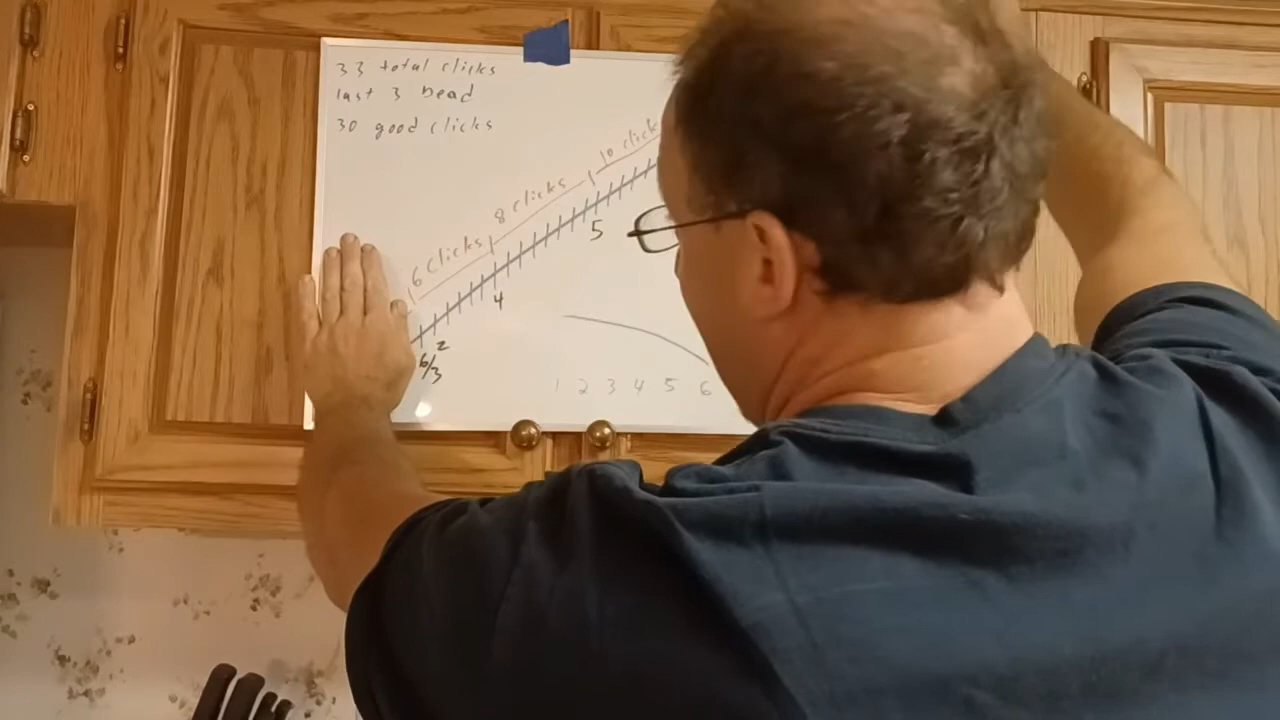 33 total clicks
last 3 Dead
30 good clicks
10 click
8 clicks
6 clicks
5
4
2
6/3
1 2 3 4 5 6